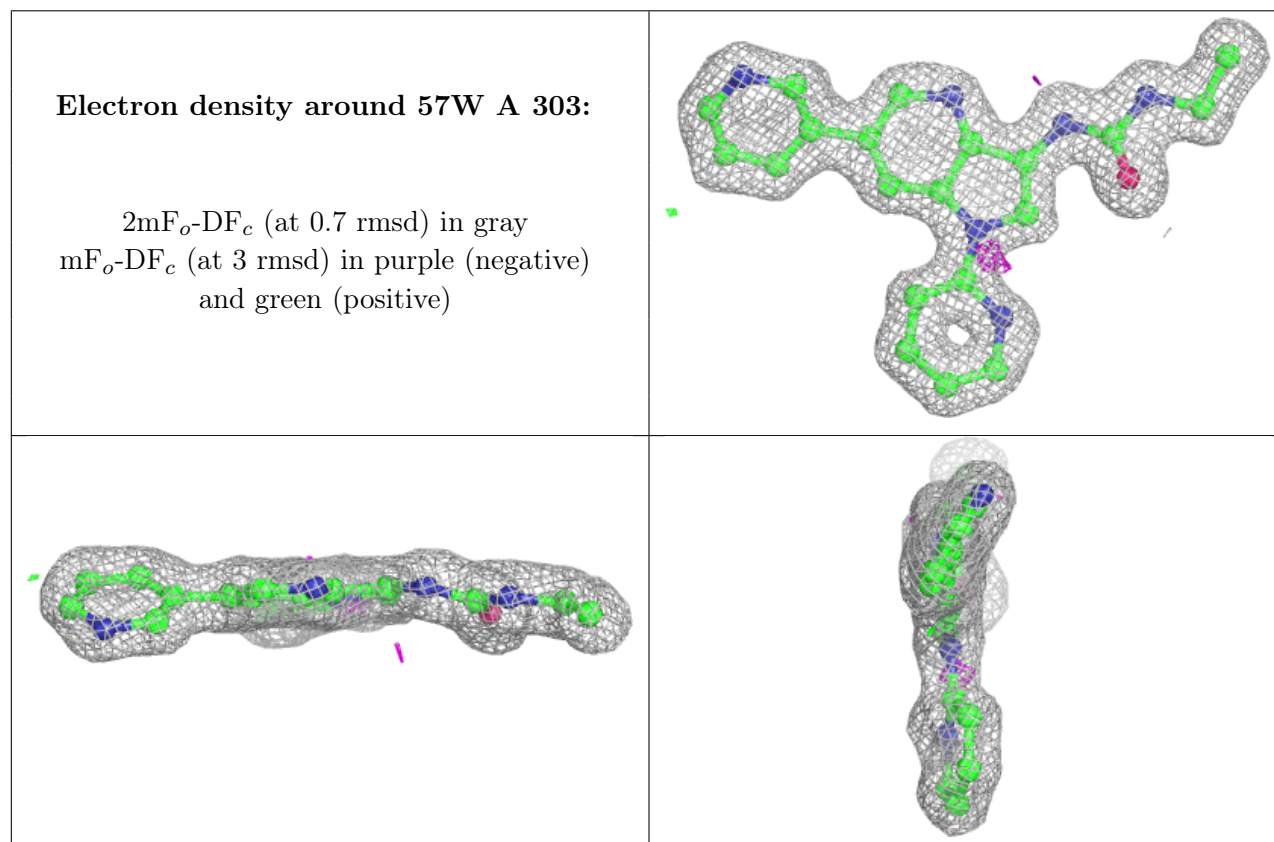 Electron density around 57W A 303:
2mFo-DFc (at 0.7 rmsd) in gray
mFo-DFc (at 3 rmsd) in purple (negative)
and green (positive)